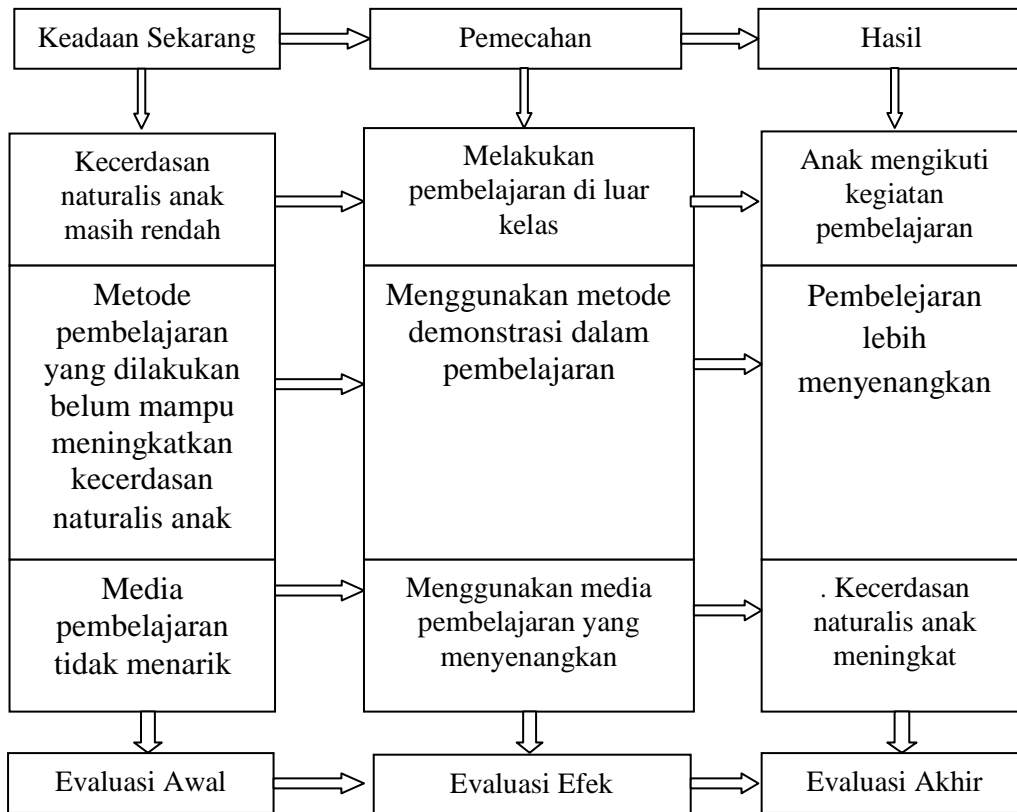 Keadaan Sekarang
Pemecahan
Hasil
Kecerdasan
naturalis anak
masih rendah
Melakukan
pembelajaran di luar
kelas
Anak mengikuti
kegiatan
pembelajaran
Metode
pembelajaran
yang dilakukan
belum mampu
meningkatkan
kecerdasan
naturalis anak
Menggunakan metode
demonstrasi dalam
pembelajaran
Pembelejaran
lebih
menyenangkan
Media
pembelajaran
tidak menarik
Menggunakan media
pembelajaran yang
menyenangkan
. Kecerdasan
naturalis anak
meningkat
Evaluasi Awal
Evaluasi Efek
Evaluasi Akhir